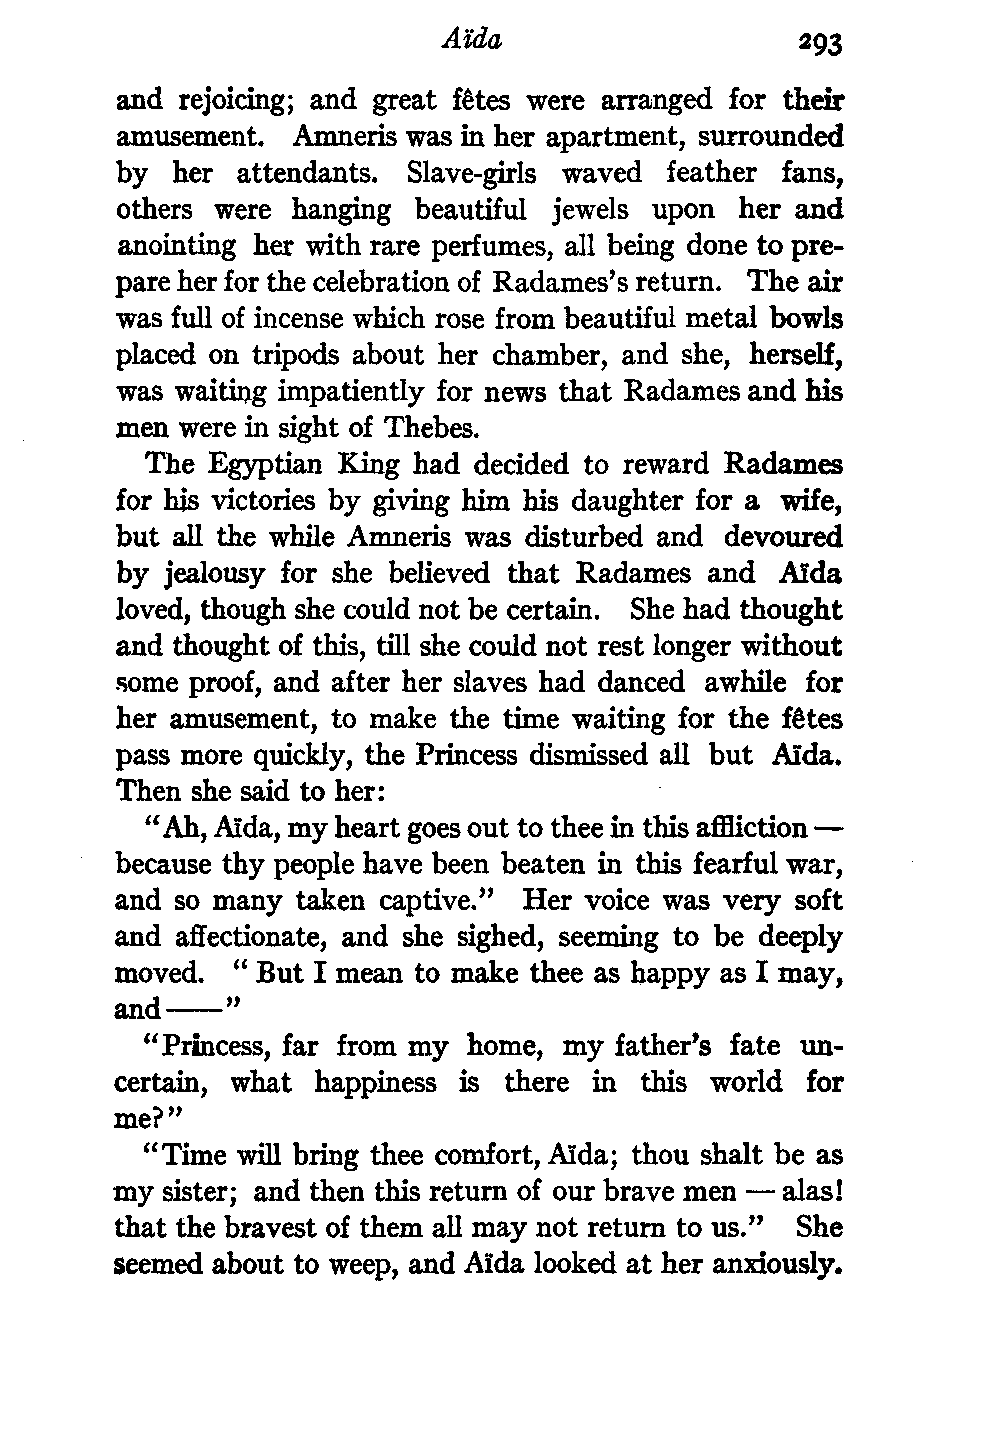 Aïda 293
and rejoicing; and great fêtes were arranged for their
amusement. Amneris was in her apartment, surrounded
by her attendants. Slave-girls waved feather fans,
others were hanging beautiful jewels upon her and
anointing her with rare perfumes, all being done to pre-
pare her for the celebration of Radames's return. The air
was full of incense which rose from beautiful metal bowls
placed on tripods about her chamber, and she, herself,
was waiting impatiently for news that Radames and his
men were in sight of Thebes.
The Egyptian King had decided to reward Radames
for his victories by giving him his daughter for a wife,
but all the while Amneris was disturbed and devoured
by jealousy for she believed that Radames and Aïda
loved, though she could not be certain. She had thought
and thought of this, till she could not rest longer without
some proof, and after her slaves had danced awhile for
her amusement, to make the time waiting for the fêtes
pass more quickly, the Princess dismissed all but Aïda.
Then she said to her:
"Ah, Aïda, my heart goes out to thee in this affliction —
because thy people have been beaten in this fearful war,
and so many taken captive." Her voice was very soft
and affectionate, and she sighed, seeming to be deeply
moved. "But I mean to make thee as happy as I may,
and ——"
"Princess, far from my home, my father's fate un-
certain, what happiness is there in this world for
me?"
"Time will bring thee comfort, Aïda; thou shalt be as
my sister; and then this return of our brave men — alas!
that the bravest of them all may not return to us." She
seemed about to weep, and Aïda looked at her anxiously.